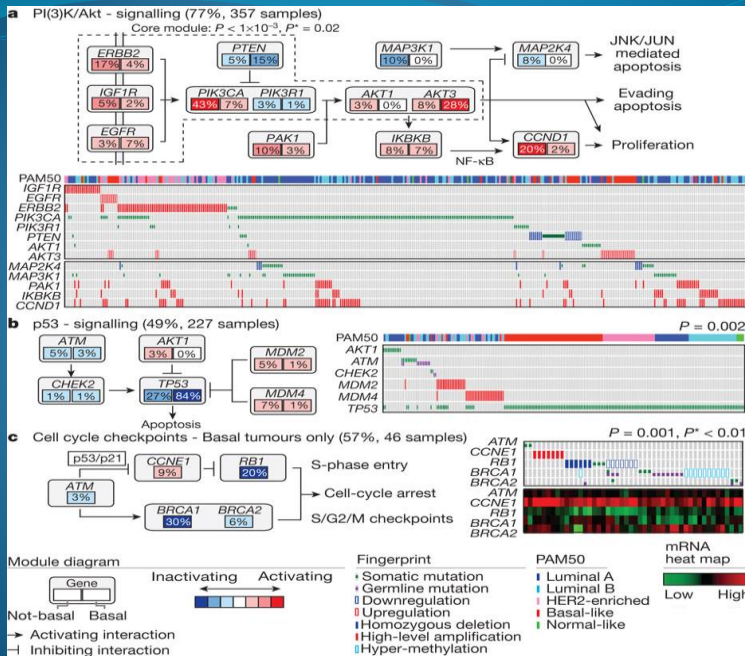 a PI(3)K/Akt - signalling (77%, 357 samples)
Core module: P < 1×10⁻³, P* = 0.02
ERBB2
17% 4%
IGF1R
5% 2%
EGFR
3% 7%
PTEN
5% 15%
PIK3CA PIK3R1
43% 7% 3% 1%
PAK1
10% 3%
MAP3K1
10% 0%
AKT1 AKT3
3% 0% 8% 28%
IKBKB
8% 7%
NF-κB
MAP2K4
8% 0%
CCND1
20% 2%
JNK/JUN
mediated
apoptosis
Evading
apoptosis
Proliferation
PAM50
IGF1R
EGFR
ERBB2
PIK3CA
PIK3R1
PTEN
AKT1
AKT3
MAP2K4
MAP3K1
PAK1
IKBKB
CCND1
b p53 - signalling (49%, 227 samples)
ATM
5% 3%
AKT1
3% 0%
MDM2
5% 1%
CHEK2
1% 1%
TP53
27% 84%
MDM4
7% 1%
Apoptosis
P = 0.002
PAM50
AKT1
ATM
CHEK2
MDM2
MDM4
TP53
c Cell cycle checkpoints - Basal tumours only (57%, 46 samples)
p53/p21
CCNE1
9%
RB1
20%
ATM
3%
BRCA1 BRCA2
30% 6%
S-phase entry
Cell-cycle arrest
S/G2/M checkpoints
P = 0.001, P* < 0.01
ATM
CCNE1
RB1
BRCA1
BRCA2
ATM
CCNE1
RB1
BRCA1
BRCA2
Module diagram
Gene
Not-basal Basal
Inactivating Activating
Activating interaction
Inhibiting interaction
Fingerprint
Somatic mutation
Germline mutation
Downregulation
Upregulation
Homozygous deletion
High-level amplification
Hyper-methylation
PAM50
Luminal A
Luminal B
HER2-enriched
Basal-like
Normal-like
mRNA
heat map
Low High